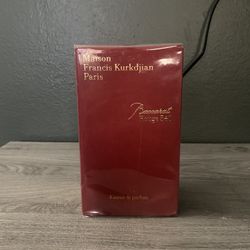 Maison
Francis Kurkdjian
Paris
Baccarat
Rouge 540
Extrait de parfum